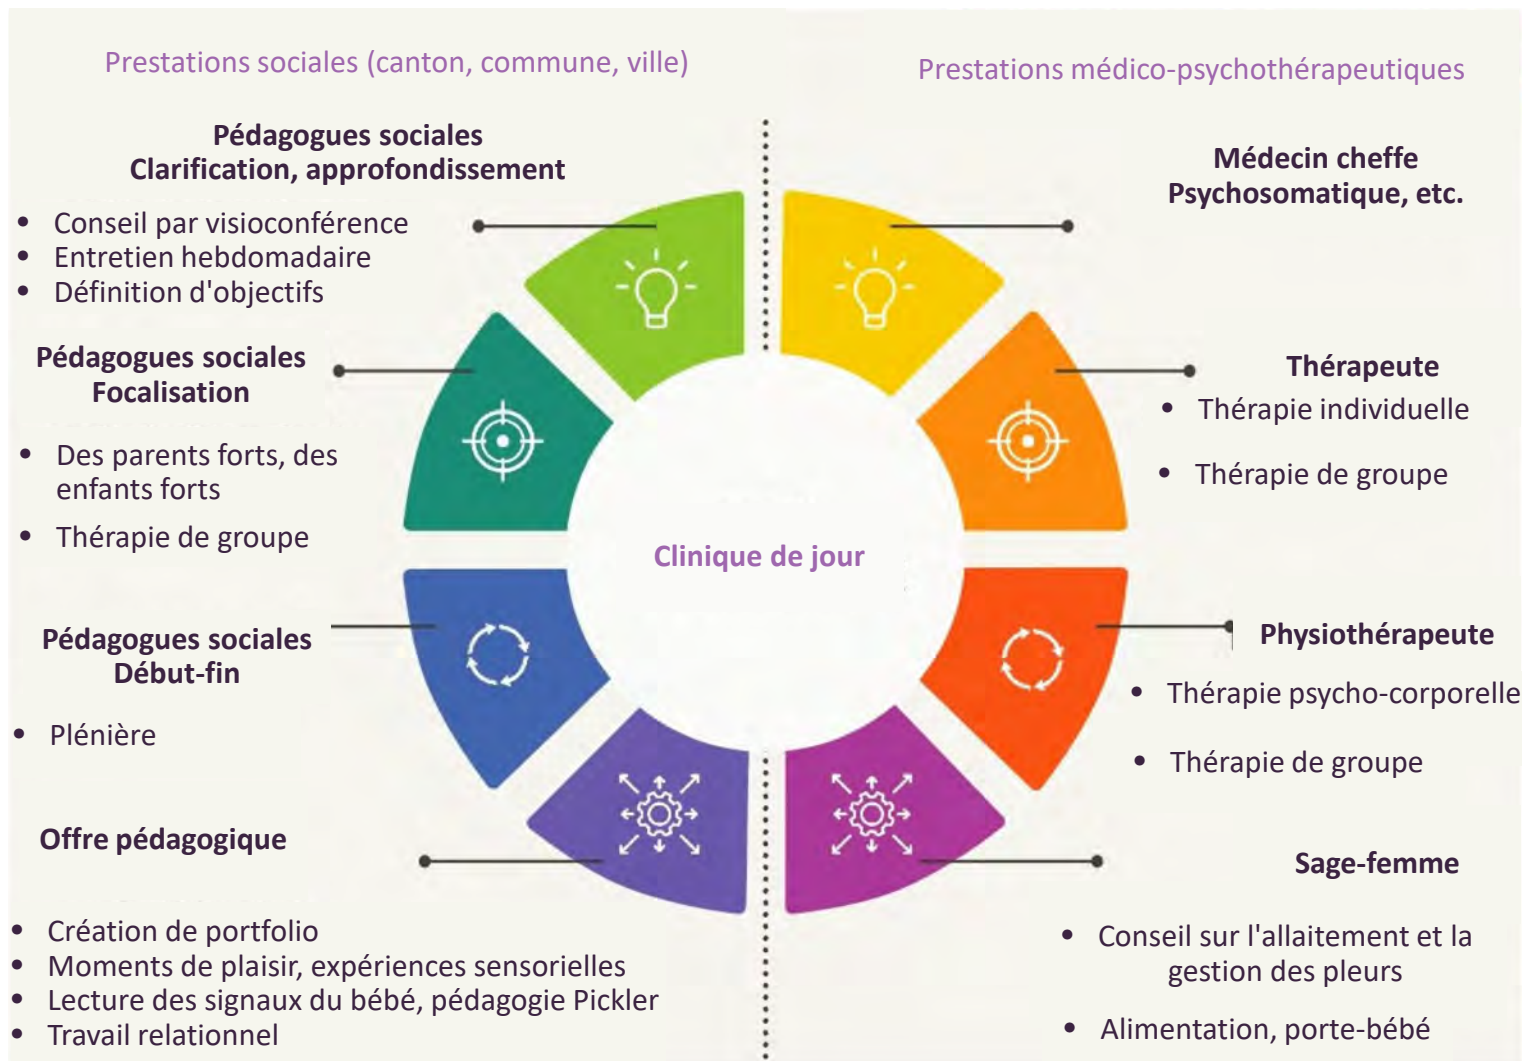 Prestations sociales (canton, commune, ville)
Prestations médico-psychothérapeutiques
Pédagogues sociales
Clarification, approfondissement
• Conseil par visioconférence
• Entretien hebdomadaire
• Définition d'objectifs
Pédagogues sociales
Focalisation
• Des parents forts, des
enfants forts
• Thérapie de groupe
Pédagogues sociales
Début-fin
• Plénière
Offre pédagogique
• Création de portfolio
• Moments de plaisir, expériences sensorielles
• Lecture des signaux du bébé, pédagogie Pickler
• Travail relationnel
Clinique de jour
Médecin cheffe
Psychosomatique, etc.
Thérapeute
• Thérapie individuelle
• Thérapie de groupe
Physiothérapeute
• Thérapie psycho-corporelle
• Thérapie de groupe
Sage-femme
• Conseil sur l'allaitement et la
gestion des pleurs
• Alimentation, porte-bébé